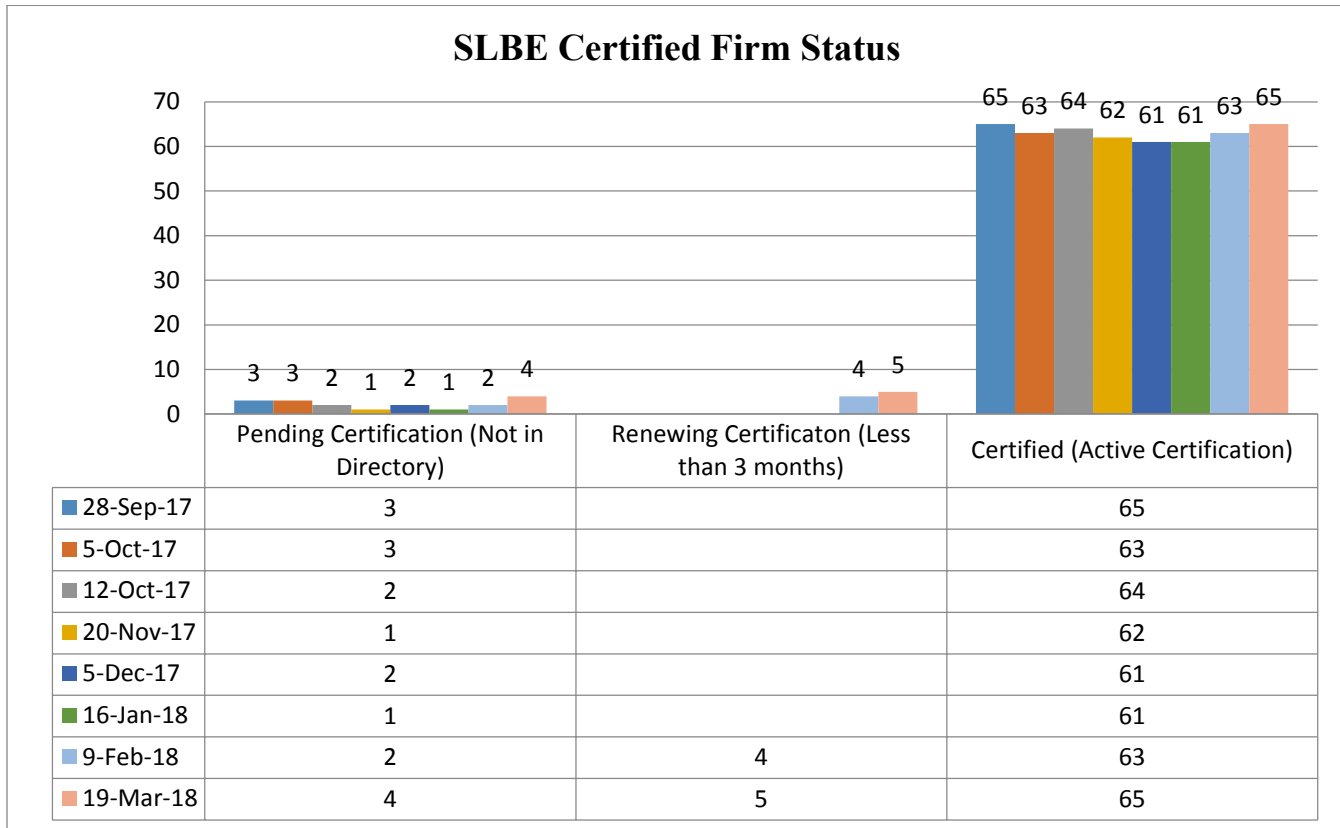 SLBE Certified Firm Status
70
60
50
40
30
20
10
0
3 3 2 1 2 1 2 4
4 5
65 63 64 62 61 61 63 65
Pending Certification (Not in
Directory)
Renewing Certificaton (Less
than 3 months)
Certified (Active Certification)
28-Sep-17 3 65
5-Oct-17 3 63
12-Oct-17 2 64
20-Nov-17 1 62
5-Dec-17 2 61
16-Jan-18 1 61
9-Feb-18 2 4 63
19-Mar-18 4 5 65